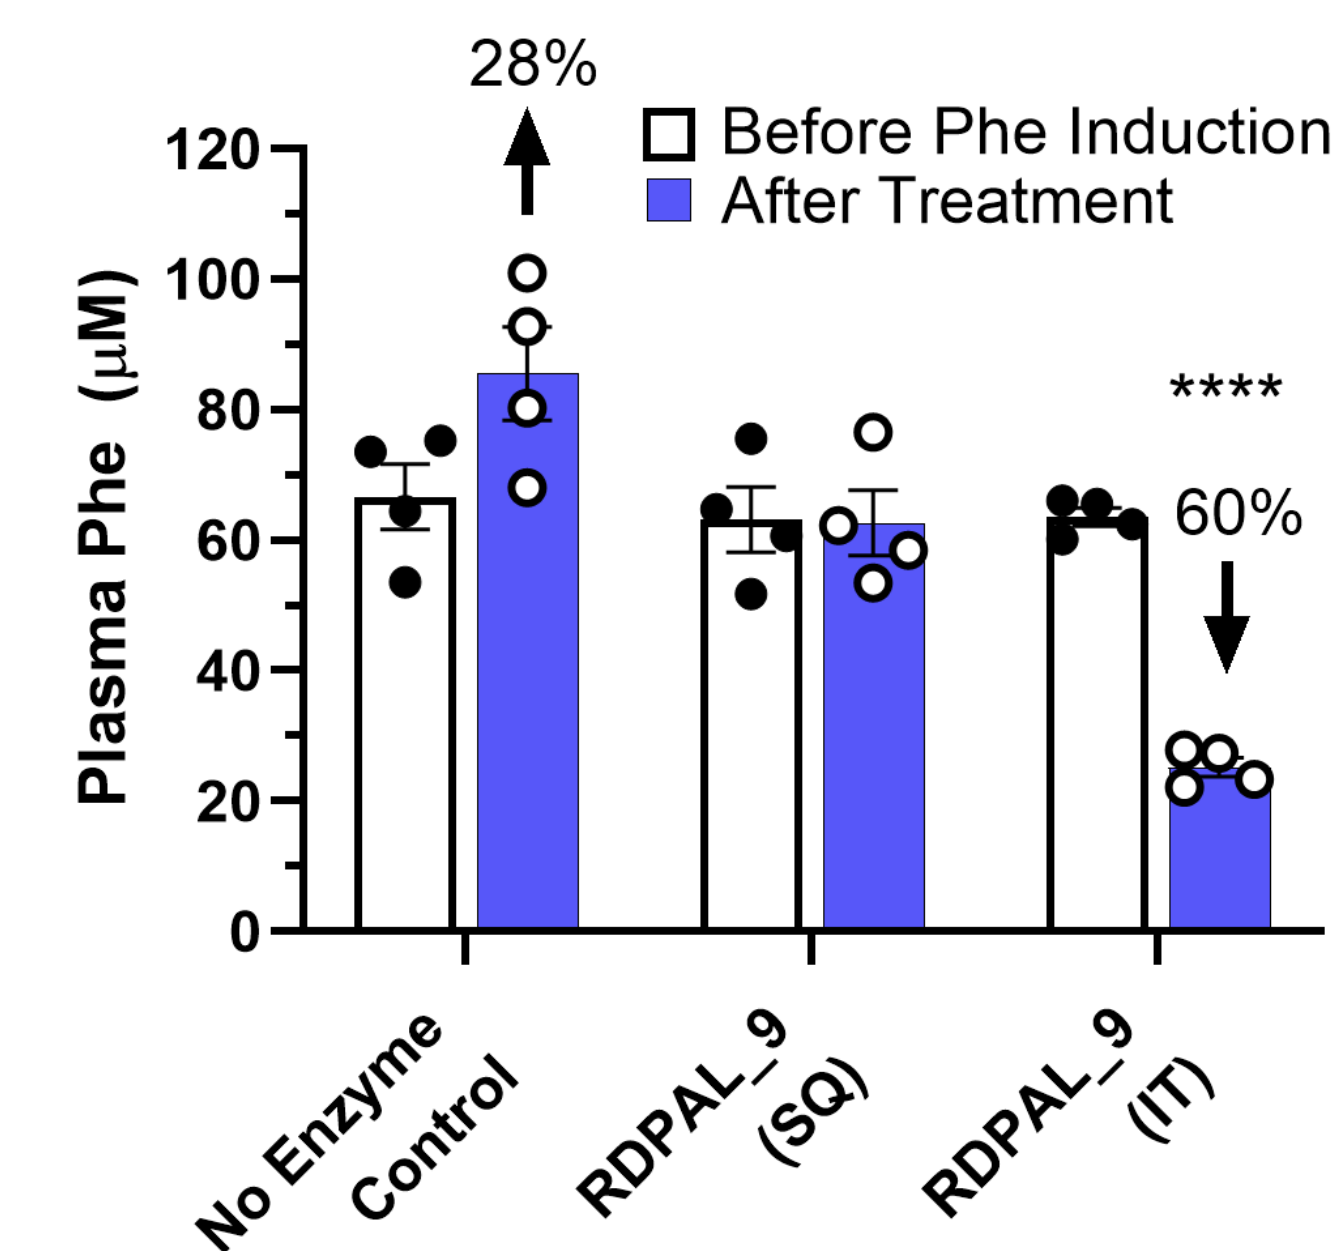 28%
Before Phe Induction
After Treatment
120
100
80
60
40
20
0
Plasma Phe (μM)
****
60%
No Enzyme
Control
RDPAL_9
(SQ)
RDPAL_9
(IT)